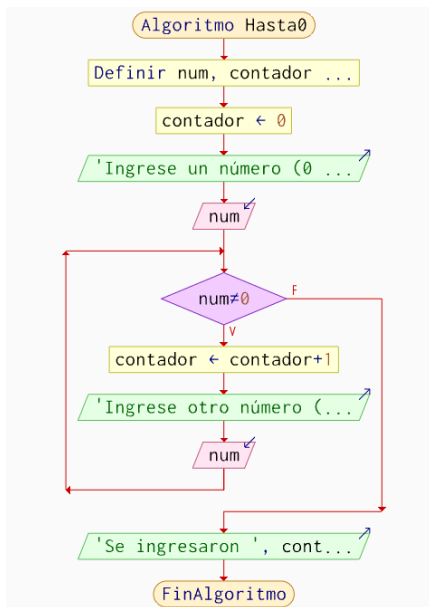 Algoritmo Hasta0
Definir num, contador ...
contador ← 0
'Ingrese un número (0 ...
num
num≠0
F
V
contador ← contador+1
'Ingrese otro número (...
num
'Se ingresaron ', cont...
FinAlgoritmo